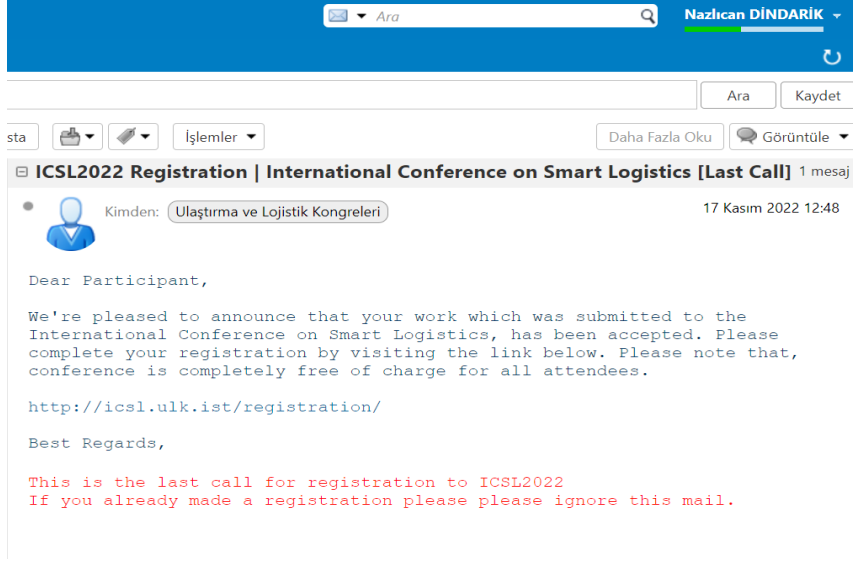 Ara
Nazlıcan DİNDARİK
Ara
Kaydet
sta
İşlemler
Daha Fazla Oku
Görüntüle
ICSL2022 Registration | International Conference on Smart Logistics [Last Call]
1 mesaj
Kimden: Ulaştırma ve Lojistik Kongreleri
17 Kasım 2022 12:48
Dear Participant,
We're pleased to announce that your work which was submitted to the
International Conference on Smart Logistics, has been accepted. Please
complete your registration by visiting the link below. Please note that,
conference is completely free of charge for all attendees.
http://icsl.ulk.ist/registration/
Best Regards,
This is the last call for registration to ICSL2022
If you already made a registration please please ignore this mail.